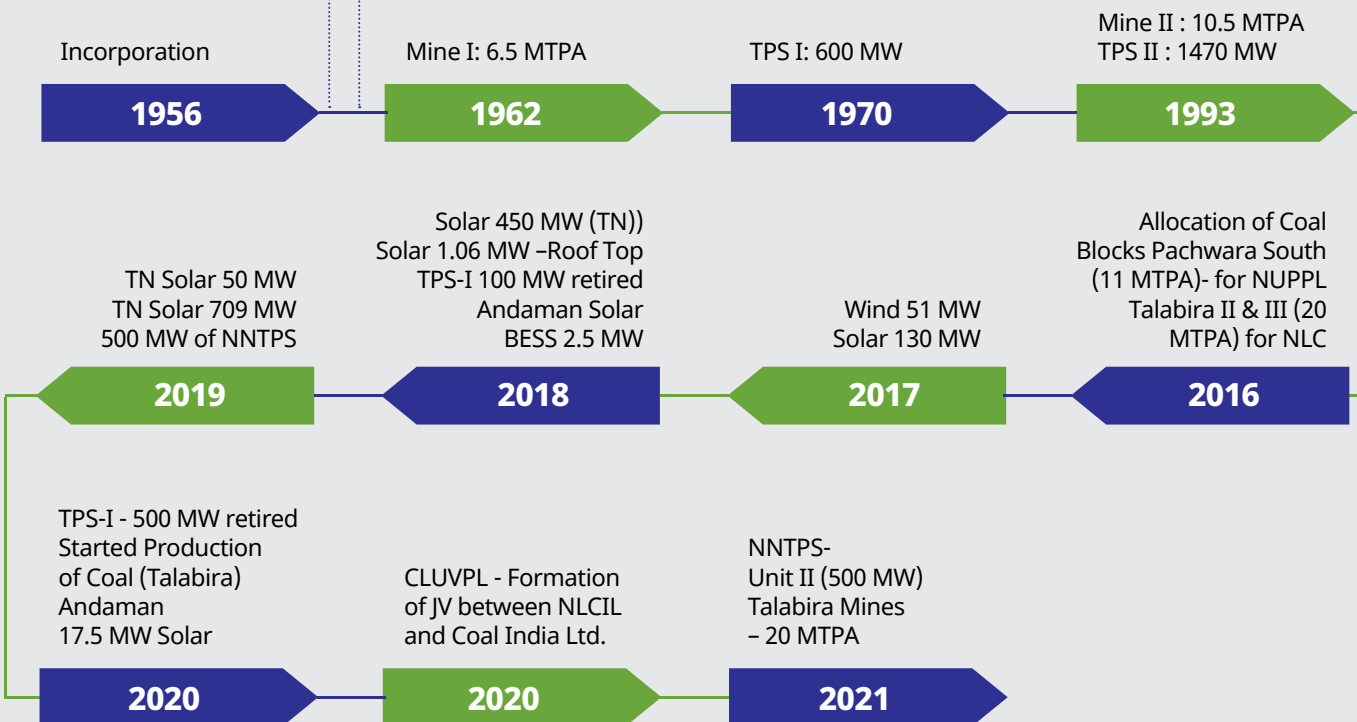 Incorporation
1956
Mine I: 6.5 MTPA
1962
TPS I: 600 MW
1970
Mine II : 10.5 MTPA
TPS II : 1470 MW
1993
Allocation of Coal
Blocks Pachwara South
(11 MTPA)- for NUPPL
Talabira II & III (20
MTPA) for NLC
2016
Wind 51 MW
Solar 130 MW
2017
Solar 450 MW (TN))
Solar 1.06 MW –Roof Top
TPS-I 100 MW retired
Andaman Solar
BESS 2.5 MW
2018
TN Solar 50 MW
TN Solar 709 MW
500 MW of NNTPS
2019
TPS-I - 500 MW retired
Started Production
of Coal (Talabira)
Andaman
17.5 MW Solar
2020
CLUVPL - Formation
of JV between NLCIL
and Coal India Ltd.
2020
NNTPS-
Unit II (500 MW)
Talabira Mines
– 20 MTPA
2021